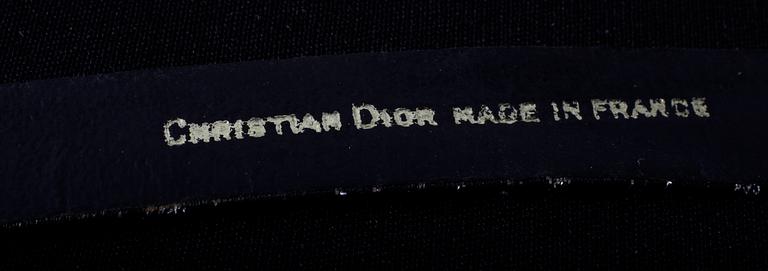 CHRISTIAN DIOR MADE IN FRANCE